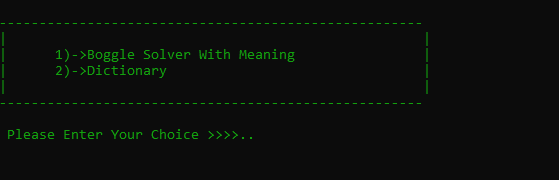 1)->Boggle Solver With Meaning
2)->Dictionary
Please Enter Your Choice >>>>..